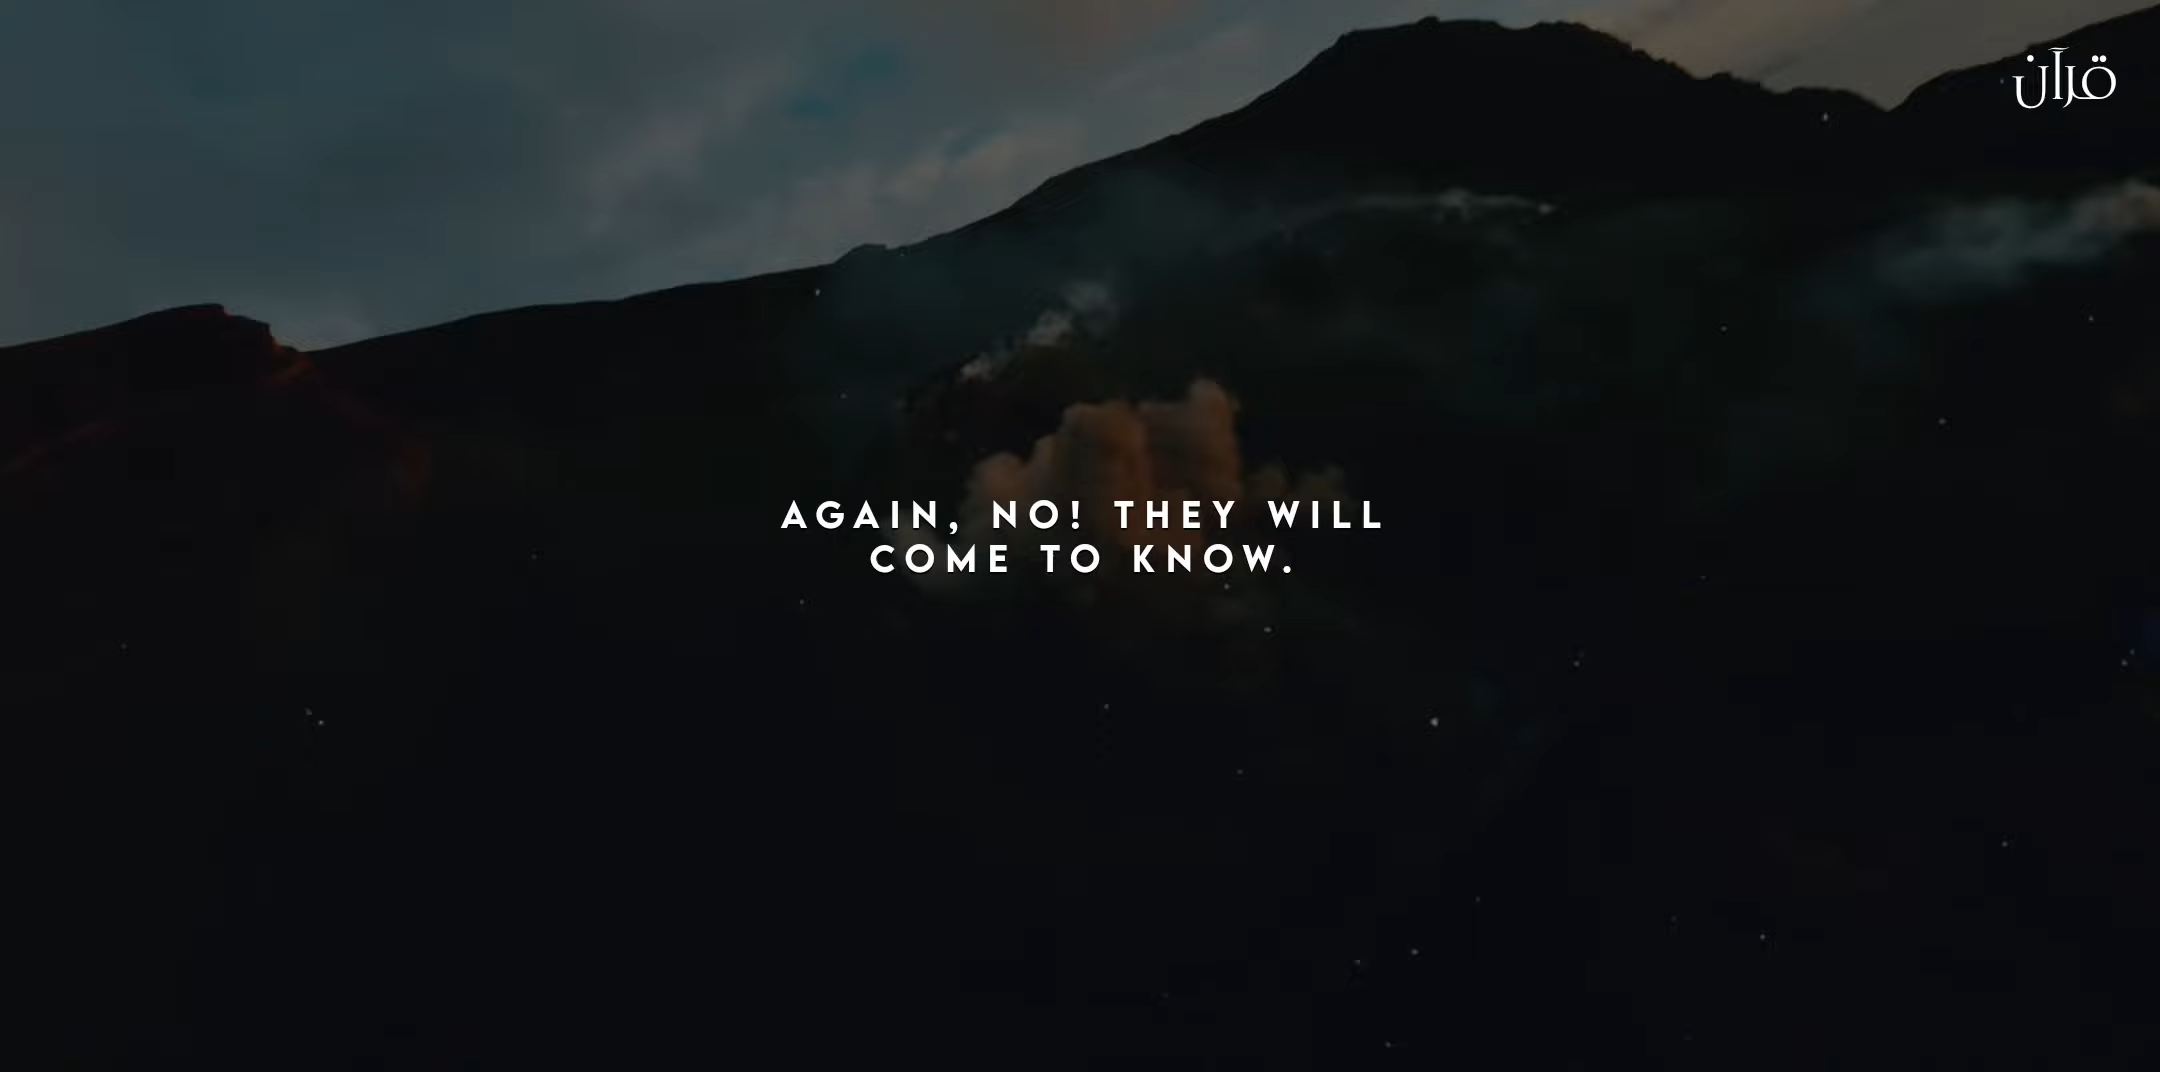 قرآن
AGAIN, NO! THEY WILL
COME TO KNOW.